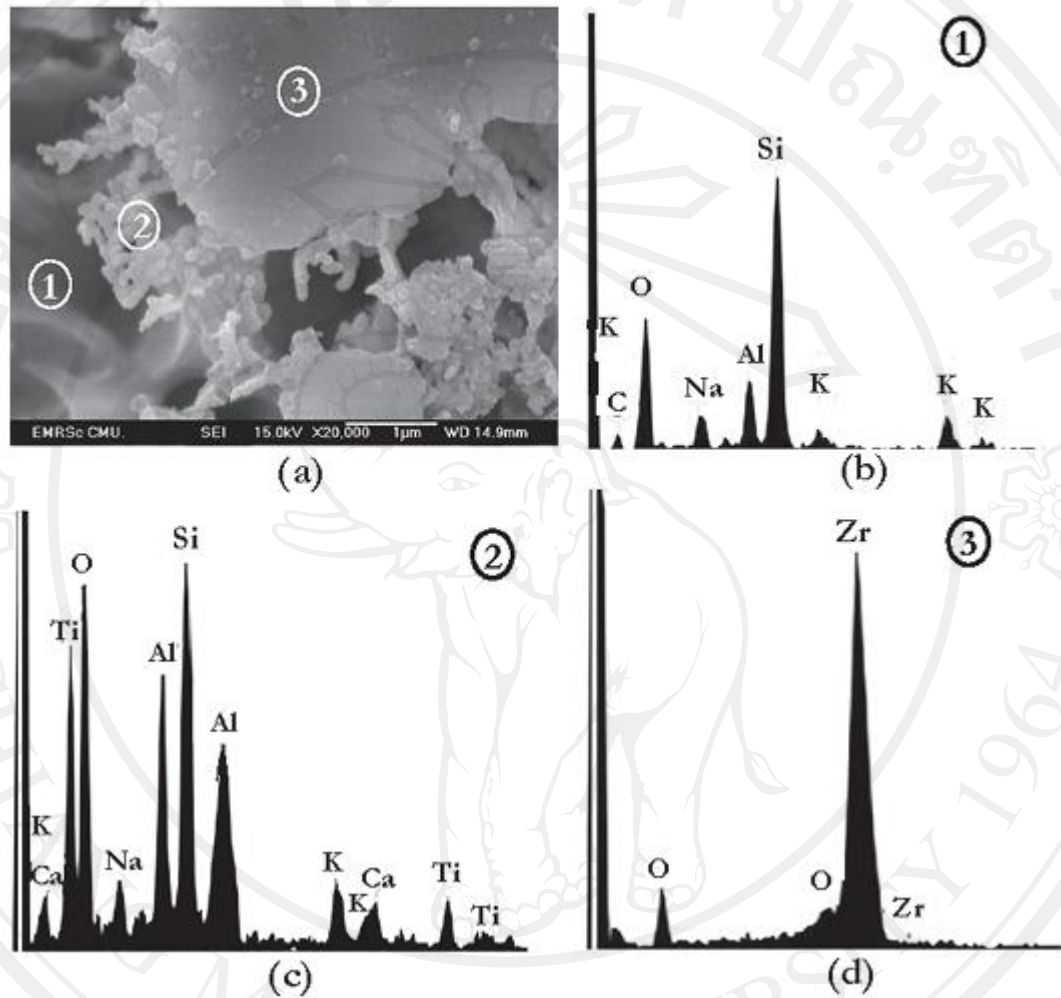 3
2
1
EMRSc CMU. SEI 15.0kV X20,000 1μm WD 14.9mm
(a)
1
Si
O
K
Al
Na
K
K
K
C
(b)
2
Si
O
Ti
Al
Al
K
Ca
Na
K
K
Ca
Ti
Ti
(c)
3
Zr
O
O
Zr
(d)
1964